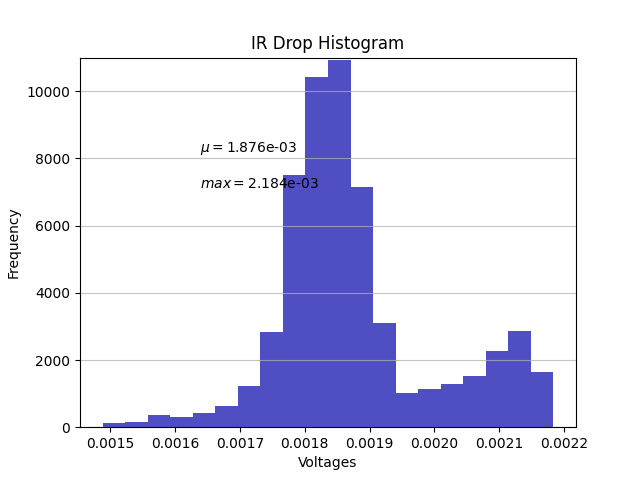 IR Drop Histogram
10000
8000
6000
4000
2000
0
Frequency
μ = 1.876e-03
max = 2.184e-03
0.0015 0.0016 0.0017 0.0018 0.0019 0.0020 0.0021 0.0022
Voltages